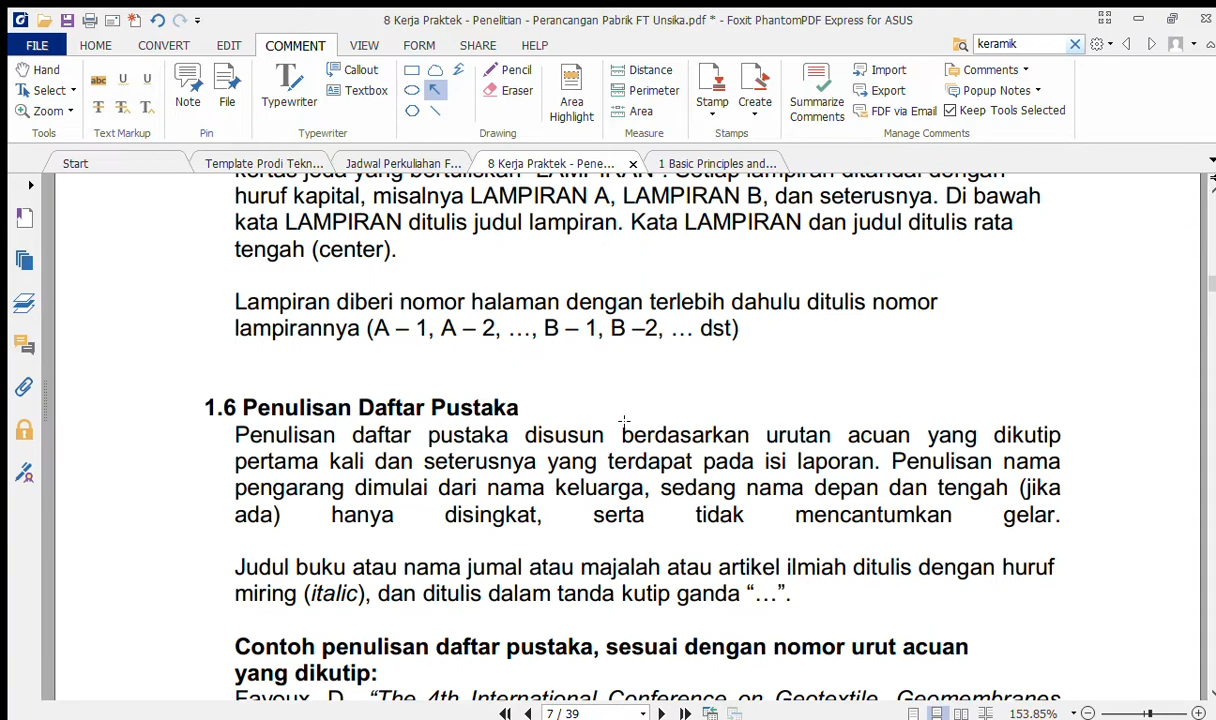 8 Kerja Praktek - Penelitian - Perancangan Pabrik FT Unsika.pdf * - Foxit PhantomPDF Express for ASUS
FILE HOME CONVERT EDIT COMMENT VIEW FORM SHARE HELP keramik
Hand
Select
Zoom
Tools
abc U U
T T T
Text Markup
Note File
Pin
Typewriter
Callout
Textbox
Typewriter
Pencil
Eraser
Area Highlight
Drawing
Distance
Perimeter
Area
Measure
Stamp Create
Stamps
Summarize Comments
Import
Export
FDF via Email
Comments
Popup Notes
Keep Tools Selected
Manage Comments
Start Template Prodi Tekn... Jadwal Perkuliahan F... 8 Kerja Praktek - Pene... 1 Basic Principles and...
huruf kapital, misalnya LAMPIRAN A, LAMPIRAN B, dan seterusnya. Di bawah
kata LAMPIRAN ditulis judul lampiran. Kata LAMPIRAN dan judul ditulis rata
tengah (center).
Lampiran diberi nomor halaman dengan terlebih dahulu ditulis nomor
lampirannya (A – 1, A – 2, …, B – 1, B –2, … dst)
1.6 Penulisan Daftar Pustaka
Penulisan daftar pustaka disusun berdasarkan urutan acuan yang dikutip
pertama kali dan seterusnya yang terdapat pada isi laporan. Penulisan nama
pengarang dimulai dari nama keluarga, sedang nama depan dan tengah (jika
ada) hanya disingkat, serta tidak mencantumkan gelar.
Judul buku atau nama jumal atau majalah atau artikel ilmiah ditulis dengan huruf
miring (italic), dan ditulis dalam tanda kutip ganda “…”.
Contoh penulisan daftar pustaka, sesuai dengan nomor urut acuan
yang dikutip:
Fayoux, D. “The 4th International Conference on Geotextile, Geomembranes
7 / 39 153.85%